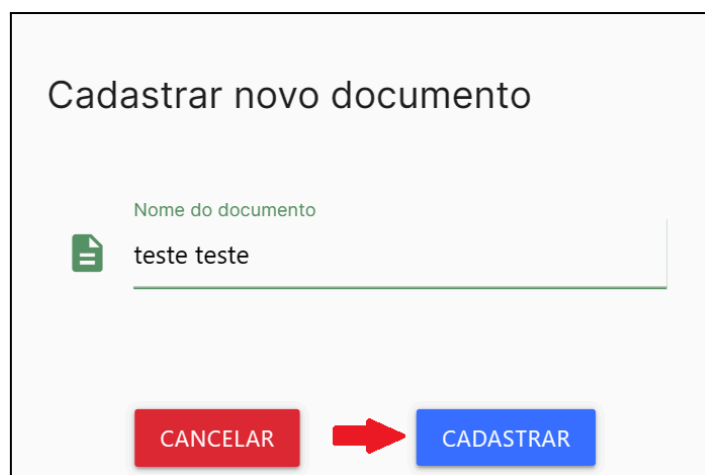 Cadastrar novo documento
Nome do documento
teste teste
CANCELAR
CADASTRAR